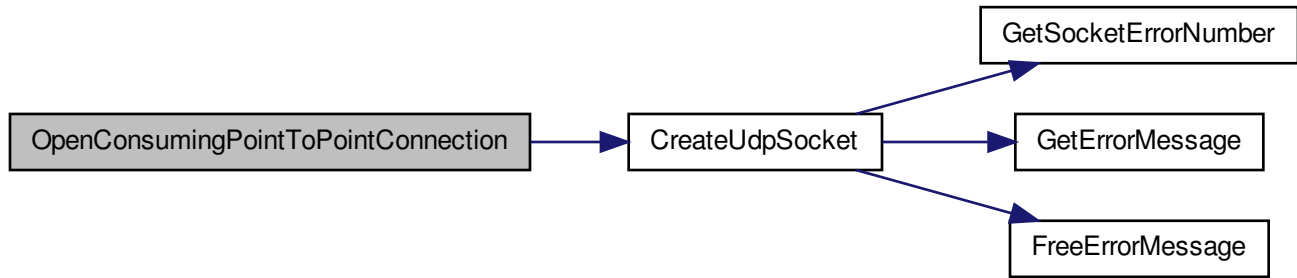 GetSocketErrorNumber
OpenConsumingPointToPointConnection
CreateUdpSocket
GetErrorMessage
FreeErrorMessage